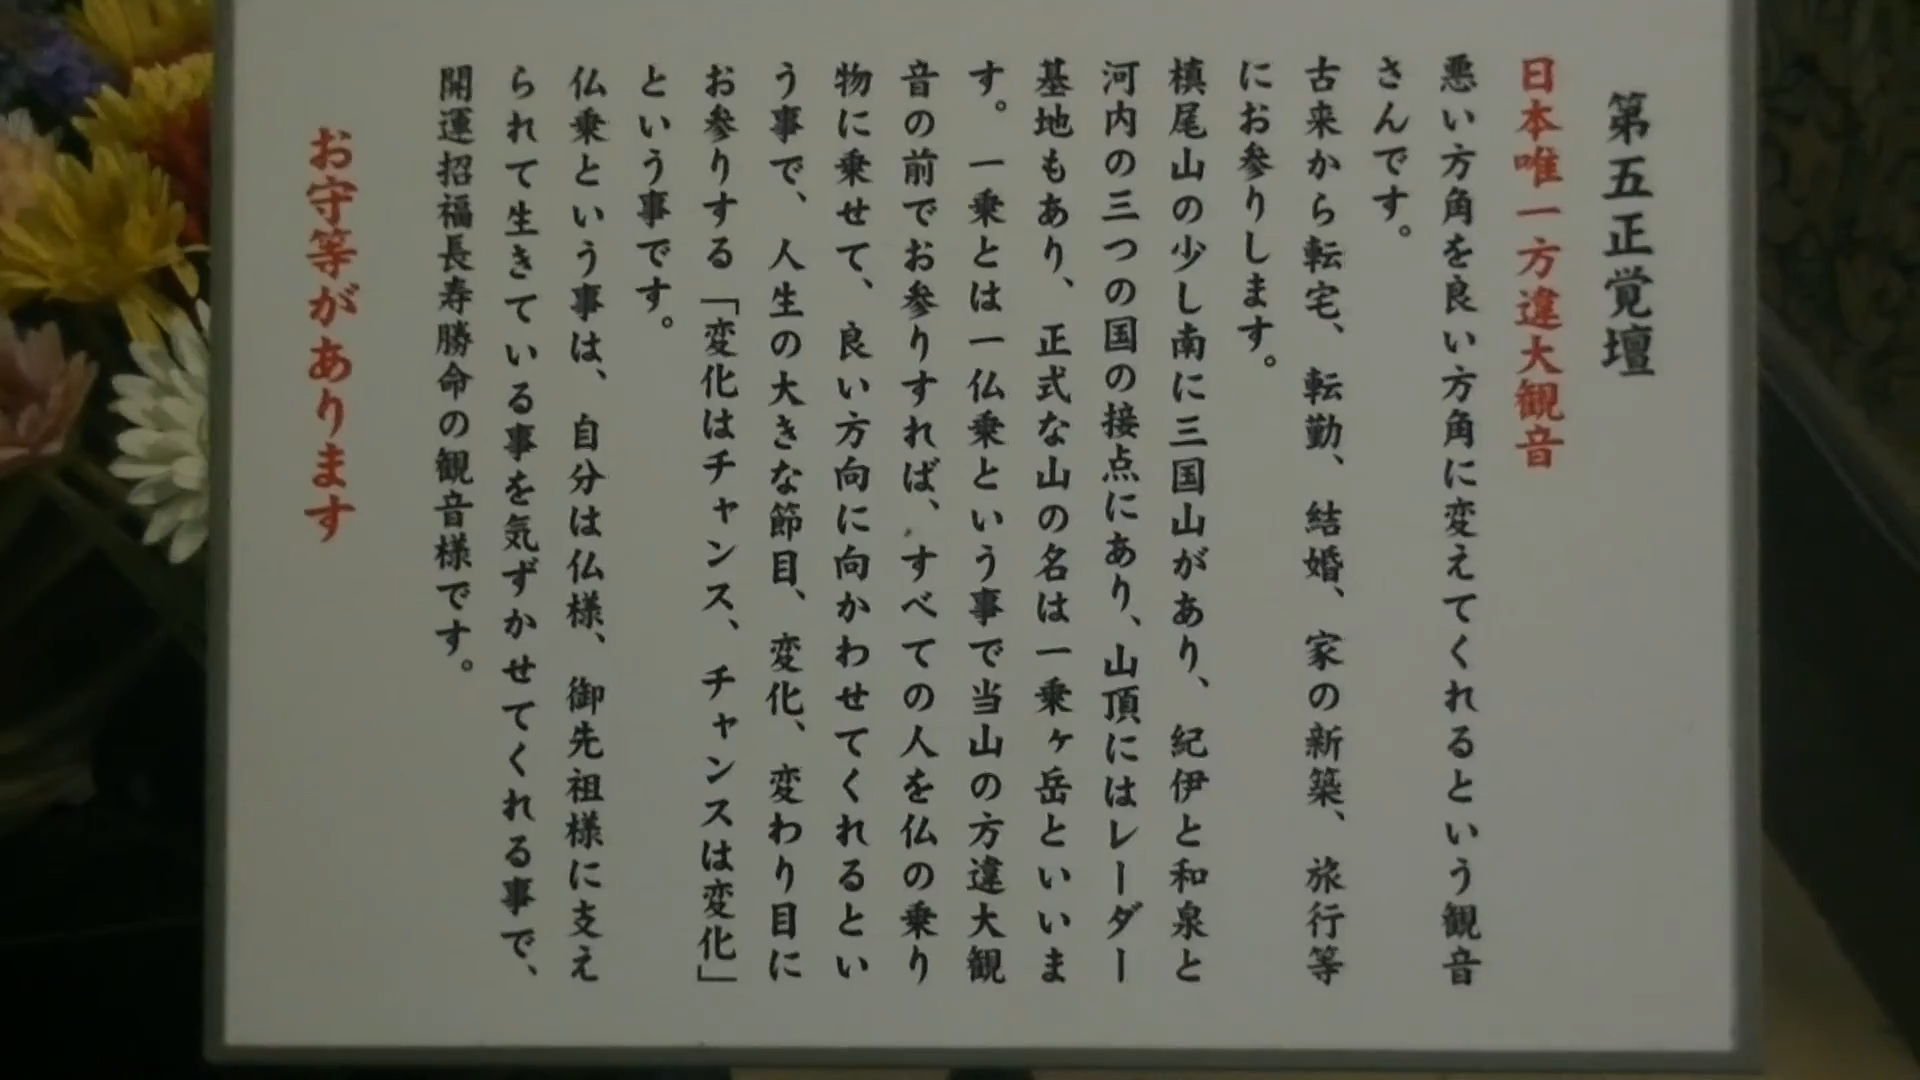 第五正覚壇
日本唯一方違大観音
悪い方角を良い方角に変えてくれるという観音
さんです。
古来から転宅、転勤、結婚、家の新築、旅行等
にお参りします。
槙尾山の少し南に三国山があり、紀伊と和泉と
河内の三つの国の接点にあり、山頂にはレーダー
基地もあり、正式な山の名は一乗ヶ岳といいま
す。一乗とは一仏乗という事で当山の方違大観
音の前でお参りすれば、すべての人を仏の乗り
物に乗せて、良い方向に向かわせてくれるとい
う事で、人生の大きな節目、変化、変わり目に
お参りする「変化はチャンス、チャンスは変化」
という事です。
仏乗という事は、自分は仏様、御先祖様に支え
られて生きている事を気ずかせてくれる事で、
開運招福長寿勝命の観音様です。
お守等があります